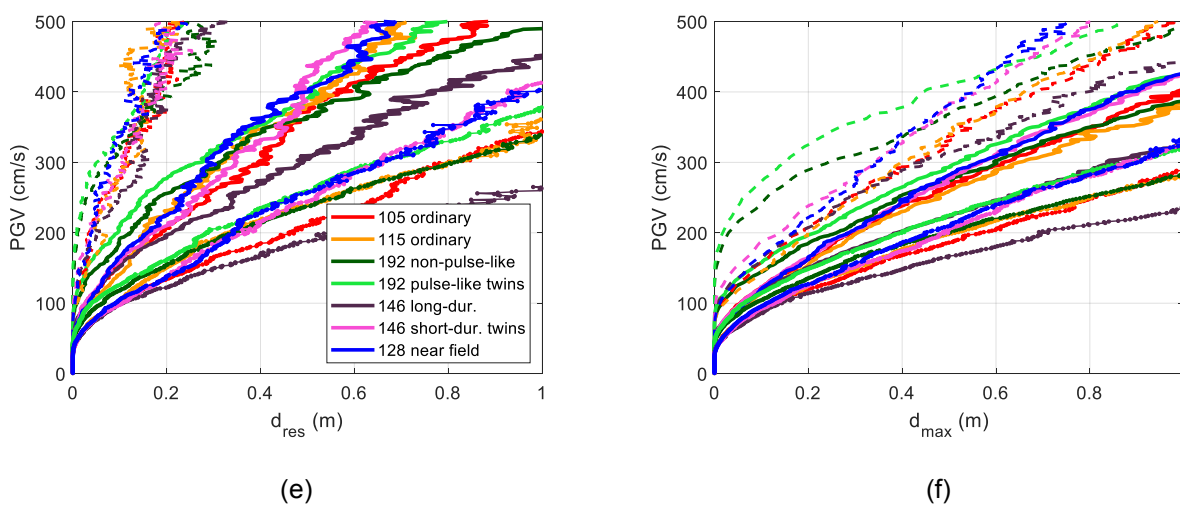 500
400
300
200
100
0
PGV (cm/s)
0 0.2 0.4 0.6 0.8 1
d_res (m)
105 ordinary
115 ordinary
192 non-pulse-like
192 pulse-like twins
146 long-dur.
146 short-dur. twins
128 near field
(e)
500
400
300
200
100
0
PGV (cm/s)
0 0.2 0.4 0.6 0.8
d_max (m)
(f)